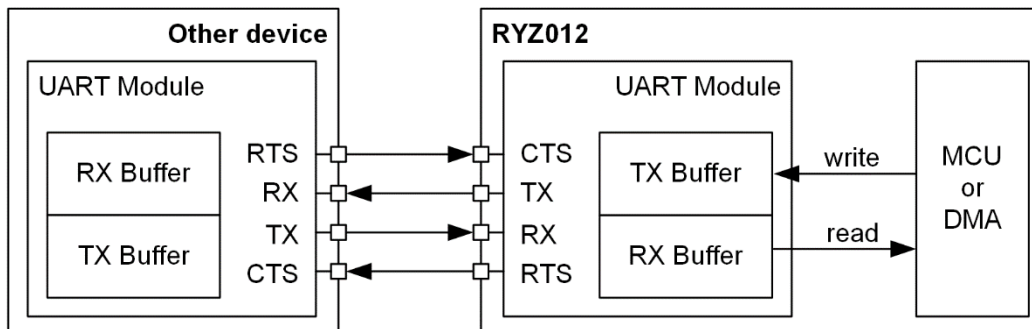 Other device
UART Module
RX Buffer
TX Buffer
RTS
RX
TX
CTS
RYZ012
UART Module
CTS
TX
RX
RTS
TX Buffer
RX Buffer
write
read
MCU
or
DMA